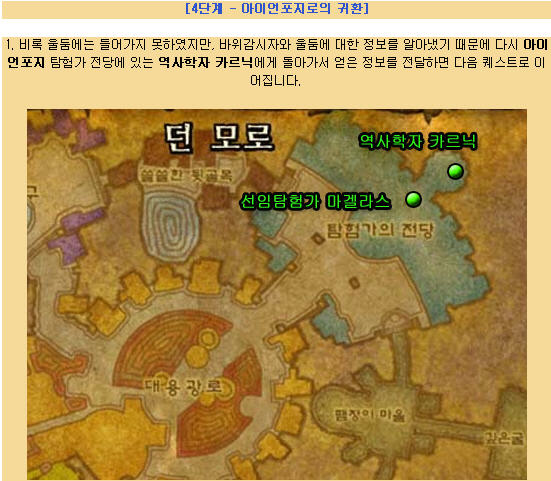 [4단계 - 아이언포지로의 귀환]
1. 비록 울둠에는 들어가지 못하였지만, 바위감시자와 울둠에 대한 정보를 알아냈기 때문에 다시 아이
언포지 탐험가 전당에 있는 역사학자 카르닉에게 돌아가서 얻은 정보를 전달하면 다음 퀘스트로 이
어집니다.
던 모로
역사학자 카르닉
쓸쓸한 뒷골목
구
선임탐험가 마겔라스
탐험가의 전당
대용광로
땜장이 마을
깊은굴